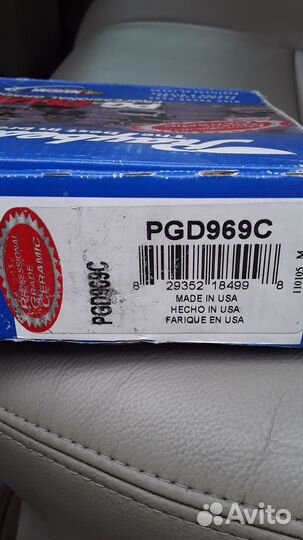 Raybestos
PGD969C
8 29352 18499 8
MADE IN USA
HECHO IN USA
FARIQUE EN USA
11010S M
PGD969C
PROFESSIONAL
GRADE
CERAMIC
Avito